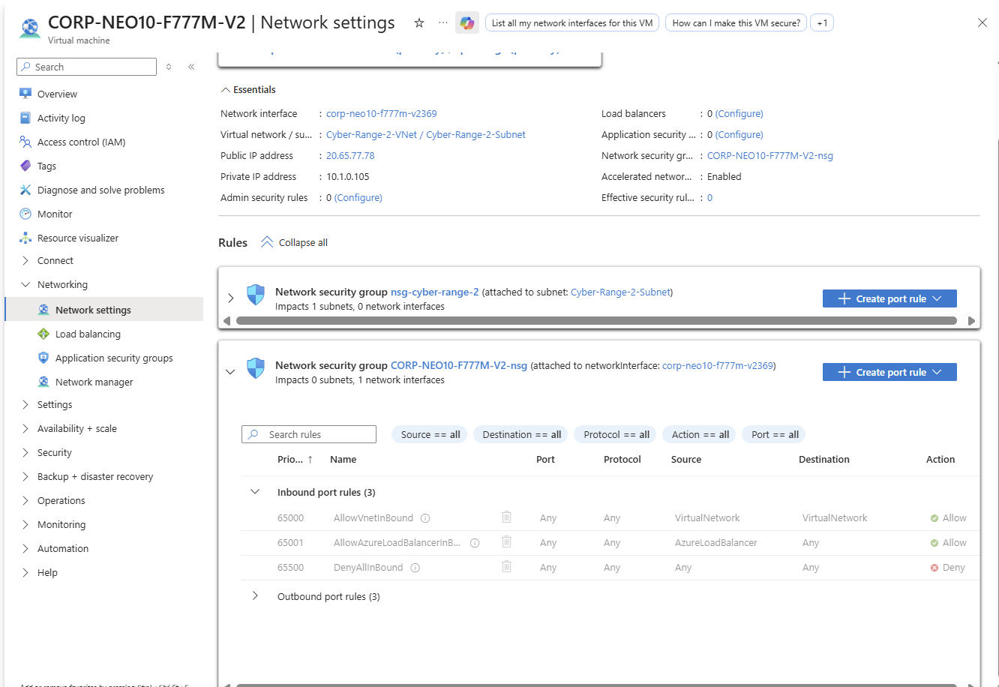 CORP-NEO10-F777M-V2 | Network settings
Virtual machine
List all my network interfaces for this VM
How can I make this VM secure?
+1
Search
Overview
Activity log
Access control (IAM)
Tags
Diagnose and solve problems
Monitor
Resource visualizer
Connect
Networking
Network settings
Load balancing
Application security groups
Network manager
Settings
Availability + scale
Security
Backup + disaster recovery
Operations
Monitoring
Automation
Help
Essentials
Network interface : corp-neo10-f777m-v2369
Virtual network / su... : Cyber-Range-2-VNet / Cyber-Range-2-Subnet
Public IP address : 20.65.77.78
Private IP address : 10.1.0.105
Admin security rules : 0 (Configure)
Load balancers : 0 (Configure)
Application security ... : 0 (Configure)
Network security gr... : CORP-NEO10-F777M-V2-nsg
Accelerated networ... : Enabled
Effective security rul... : 0
Rules Collapse all
Network security group nsg-cyber-range-2 (attached to subnet: Cyber-Range-2-Subnet)
Impacts 1 subnets, 0 network interfaces
Create port rule
Network security group CORP-NEO10-F777M-V2-nsg (attached to networkInterface: corp-neo10-f777m-v2369)
Impacts 0 subnets, 1 network interfaces
Create port rule
Search rules Source == all Destination == all Protocol == all Action == all Port == all
Prio... ↑ Name Port Protocol Source Destination Action
Inbound port rules (3)
65000 AllowVnetInBound Any Any VirtualNetwork VirtualNetwork Allow
65001 AllowAzureLoadBalancerInB... Any Any AzureLoadBalancer Any Allow
65500 DenyAllInBound Any Any Any Any Deny
Outbound port rules (3)